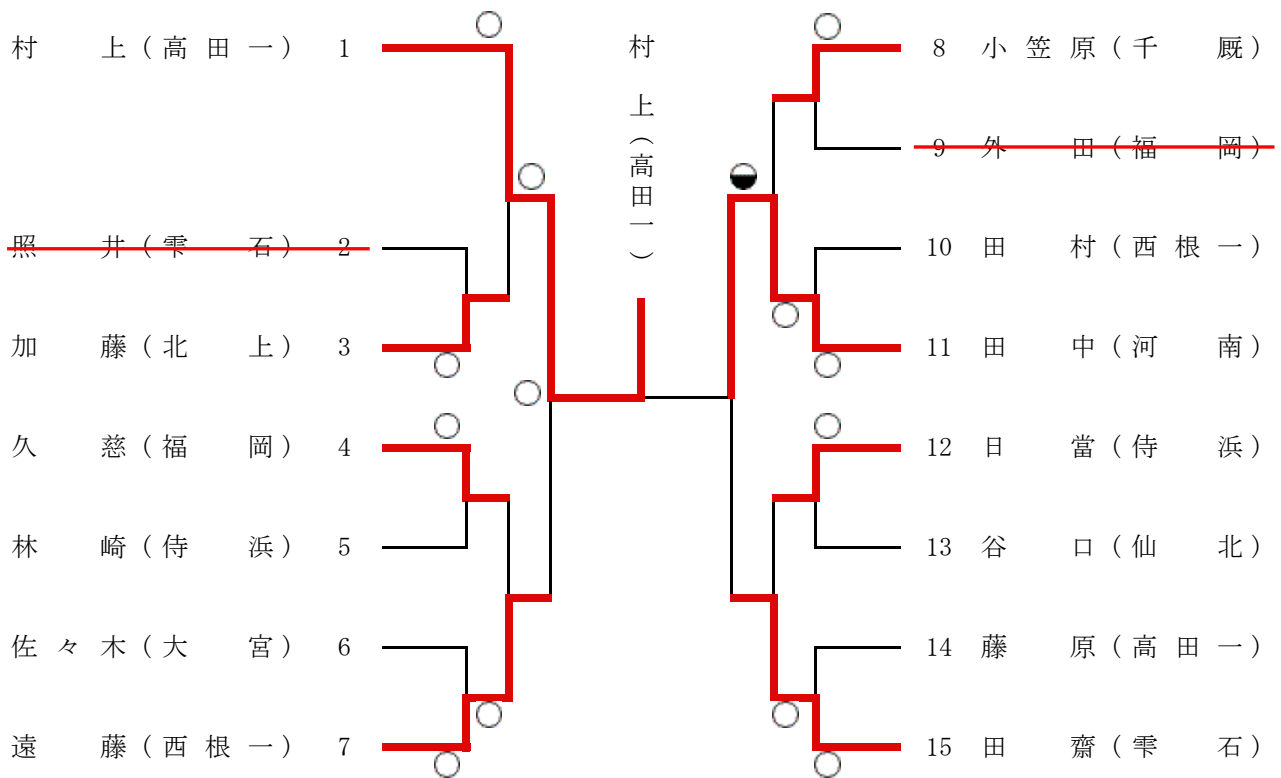 村上(高田一) 1
照井(雫石) 2
加藤(北上) 3
久慈(福岡) 4
林崎(侍浜) 5
佐々木(大宮) 6
遠藤(西根一) 7
村上(高田一)
8 小笠原(千厩)
9 外田(福岡)
10 田村(西根一)
11 田中(河南)
12 日當(侍浜)
13 谷口(仙北)
14 藤原(高田一)
15 田齋(雫石)